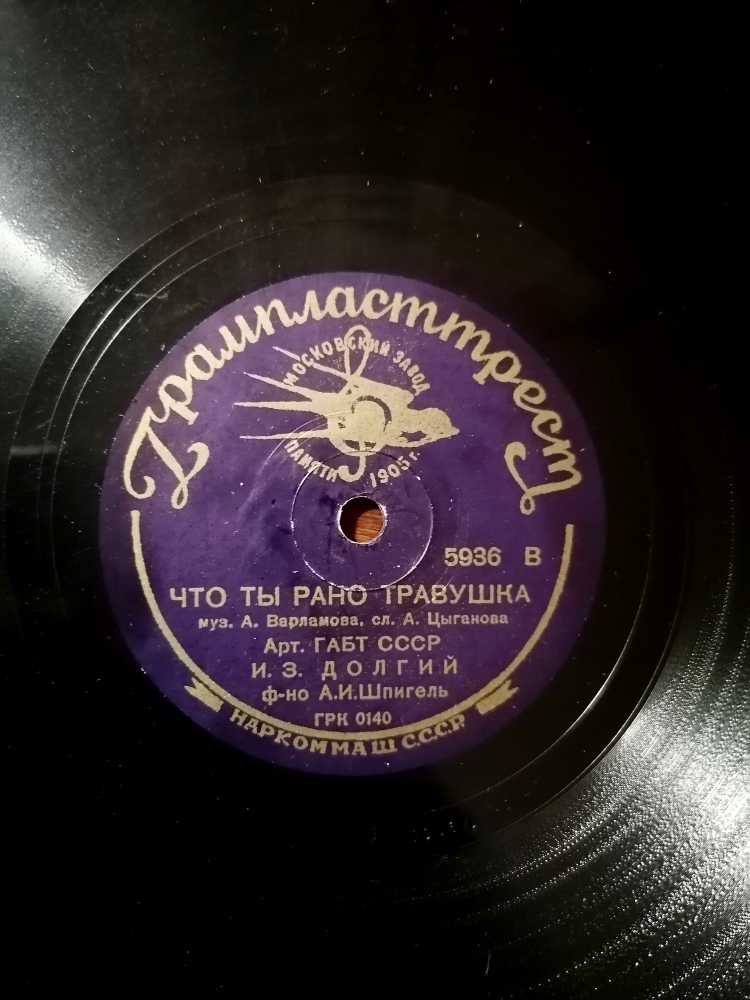 Грампласттрест
МОСКОВСКИЙ ЗАВОД
ПАМЯТИ 1905 г.
5936 В
ЧТО ТЫ РАНО ТРАВУШКА
муз. А. Варламова, сл. А. Цыганова
Арт. ГАБТ СССР
И. З. ДОЛГИЙ
ф-но А.И.Шпигель
ГРК 0140
НАРКОММАШ С.С.С.Р.